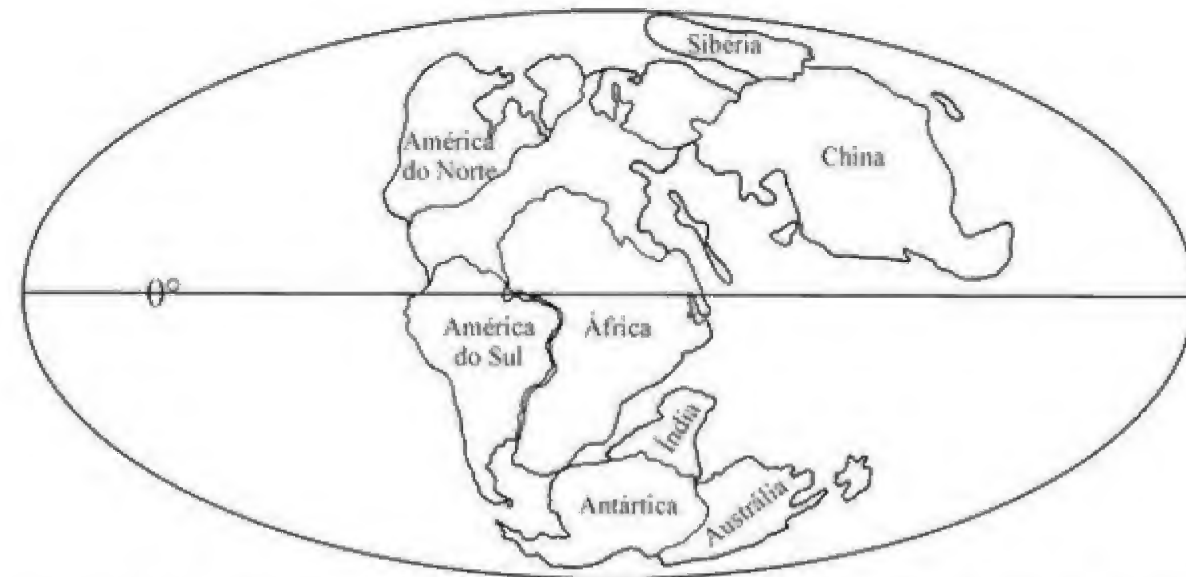 Sibéria
América
do Norte
China
0°
América
do Sul
África
Índia
Antártica
Austrália